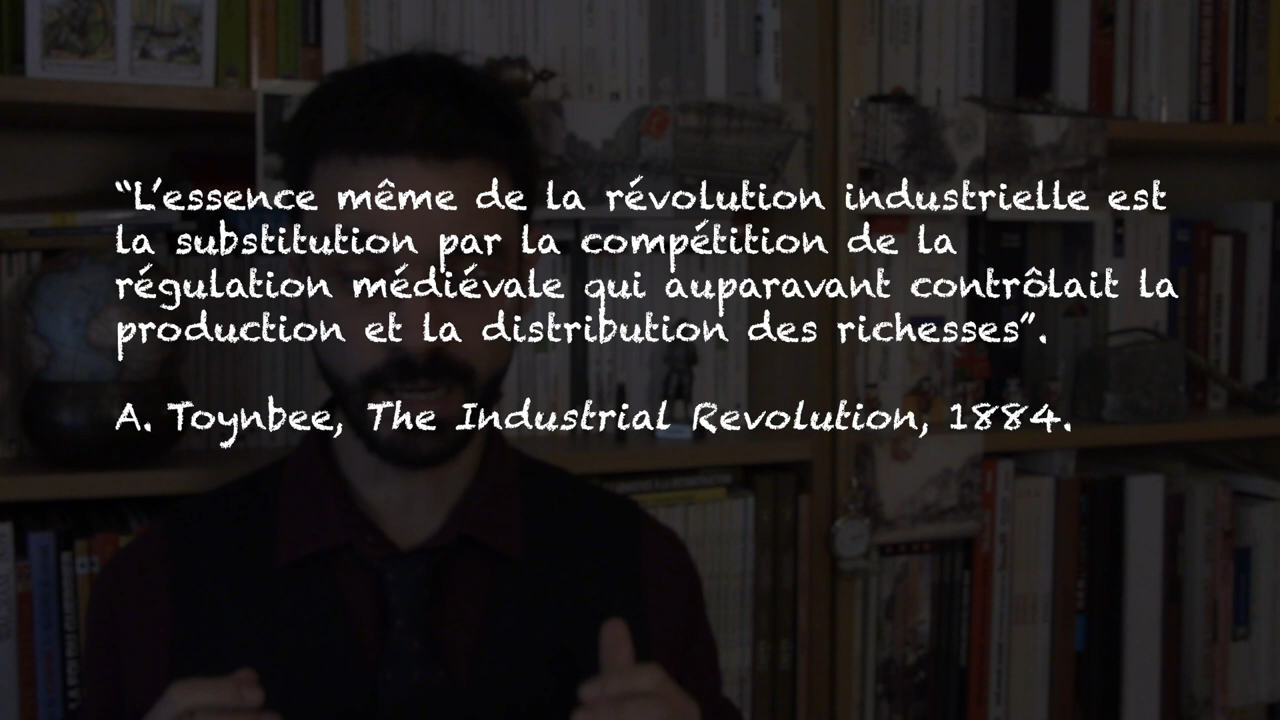 “L’essence même de la révolution industrielle est
la substitution par la compétition de la
régulation médiévale qui auparavant contrôlait la
production et la distribution des richesses”.
A. Toynbee, The Industrial Revolution, 1884.